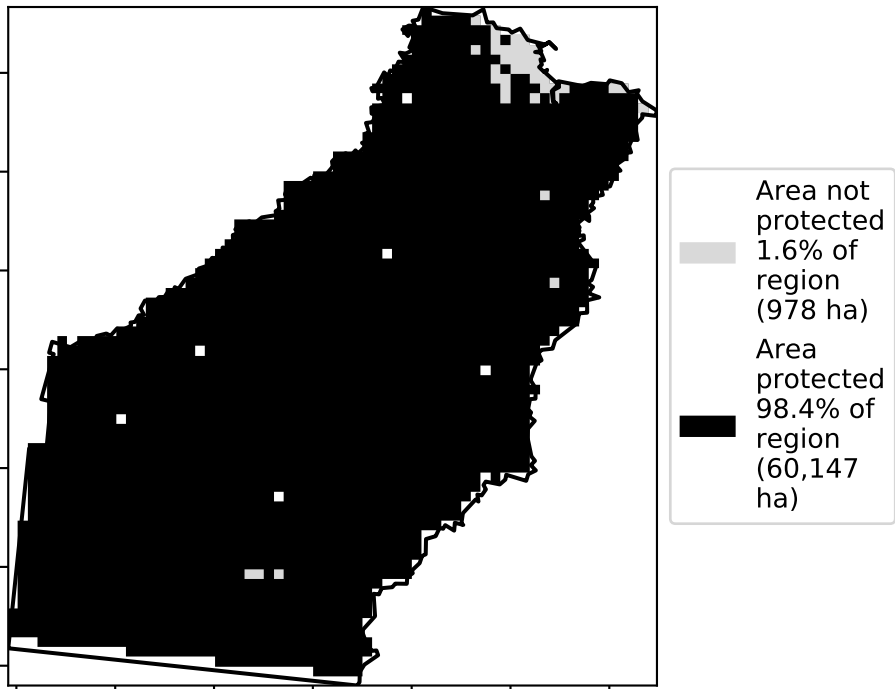 Area not
protected
1.6% of
region
(978 ha)
Area
protected
98.4% of
region
(60,147
ha)